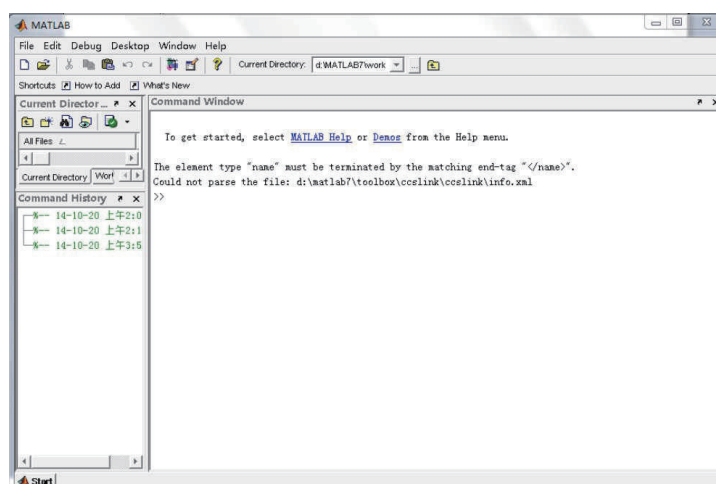 MATLAB
File Edit Debug Desktop Window Help
Current Directory: d:\MATLAB7\work
Shortcuts How to Add What's New
Current Director...
Command Window
All Files
Current Directory Work
To get started, select MATLAB Help or Demos from the Help menu.
The element type "name" must be terminated by the matching end-tag "</name>".
Could not parse the file: d:\matlab7\toolbox\ccslink\ccslink\info.xml
>>
Command History
%-- 14-10-20 上午2:0
%-- 14-10-20 上午2:1
%-- 14-10-20 上午3:5
Start